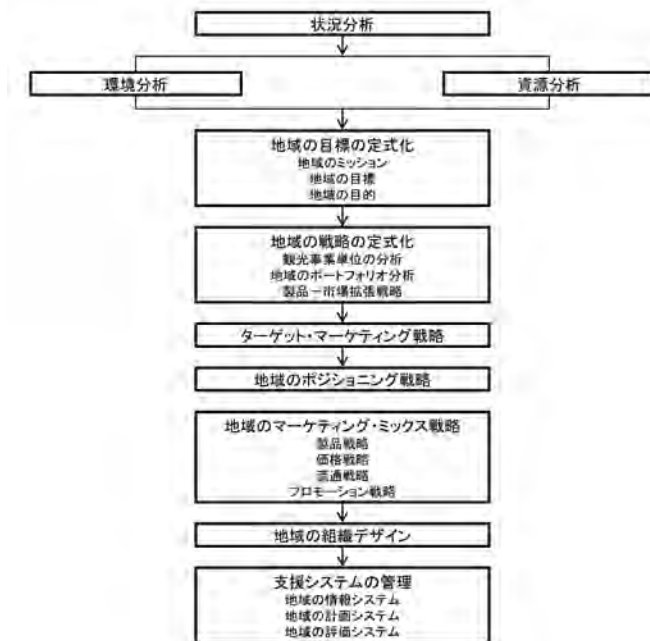 状況分析
環境分析
資源分析
地域の目標の定式化
地域のミッション
地域の目標
地域の目的
地域の戦略の定式化
観光事業単位の分析
地域のポートフォリオ分析
製品－市場拡張戦略
ターゲット・マーケティング戦略
地域のポジショニング戦略
地域のマーケティング・ミックス戦略
製品戦略
価格戦略
流通戦略
プロモーション戦略
地域の組織デザイン
支援システムの管理
地域の情報システム
地域の計画システム
地域の評価システム